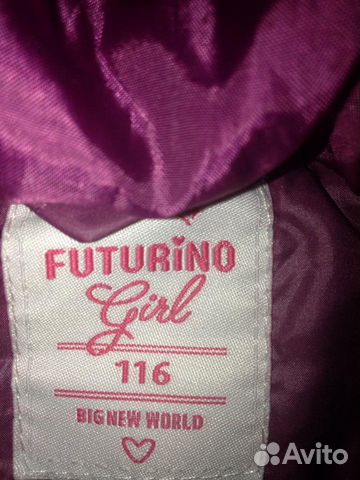 FUTURiNO
Girl
116
BIG NEW WORLD
Avito